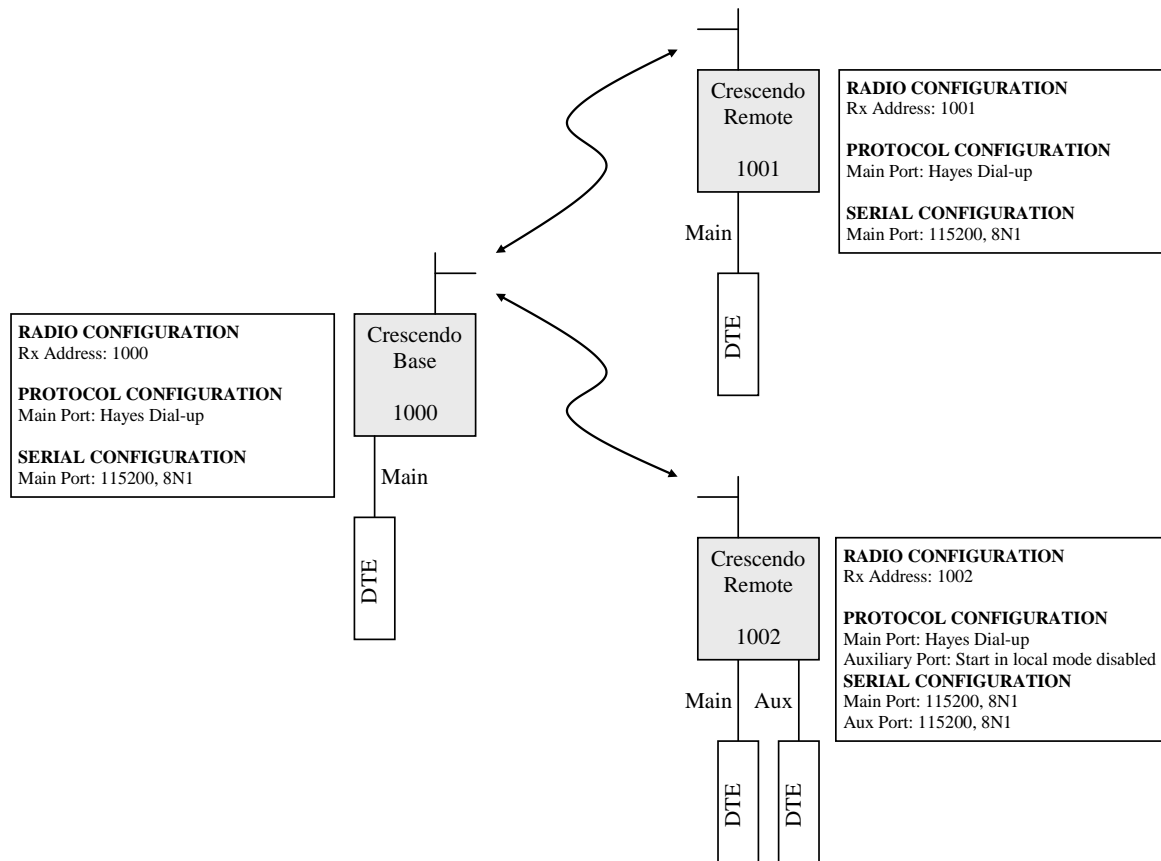 Crescendo
Remote
1001
RADIO CONFIGURATION
Rx Address: 1001
PROTOCOL CONFIGURATION
Main Port: Hayes Dial-up
SERIAL CONFIGURATION
Main Port: 115200, 8N1
Main
DTE
RADIO CONFIGURATION
Rx Address: 1000
PROTOCOL CONFIGURATION
Main Port: Hayes Dial-up
SERIAL CONFIGURATION
Main Port: 115200, 8N1
Crescendo
Base
1000
Main
DTE
Crescendo
Remote
1002
RADIO CONFIGURATION
Rx Address: 1002
PROTOCOL CONFIGURATION
Main Port: Hayes Dial-up
Auxiliary Port: Start in local mode disabled
SERIAL CONFIGURATION
Main Port: 115200, 8N1
Aux Port: 115200, 8N1
Main
Aux
DTE
DTE